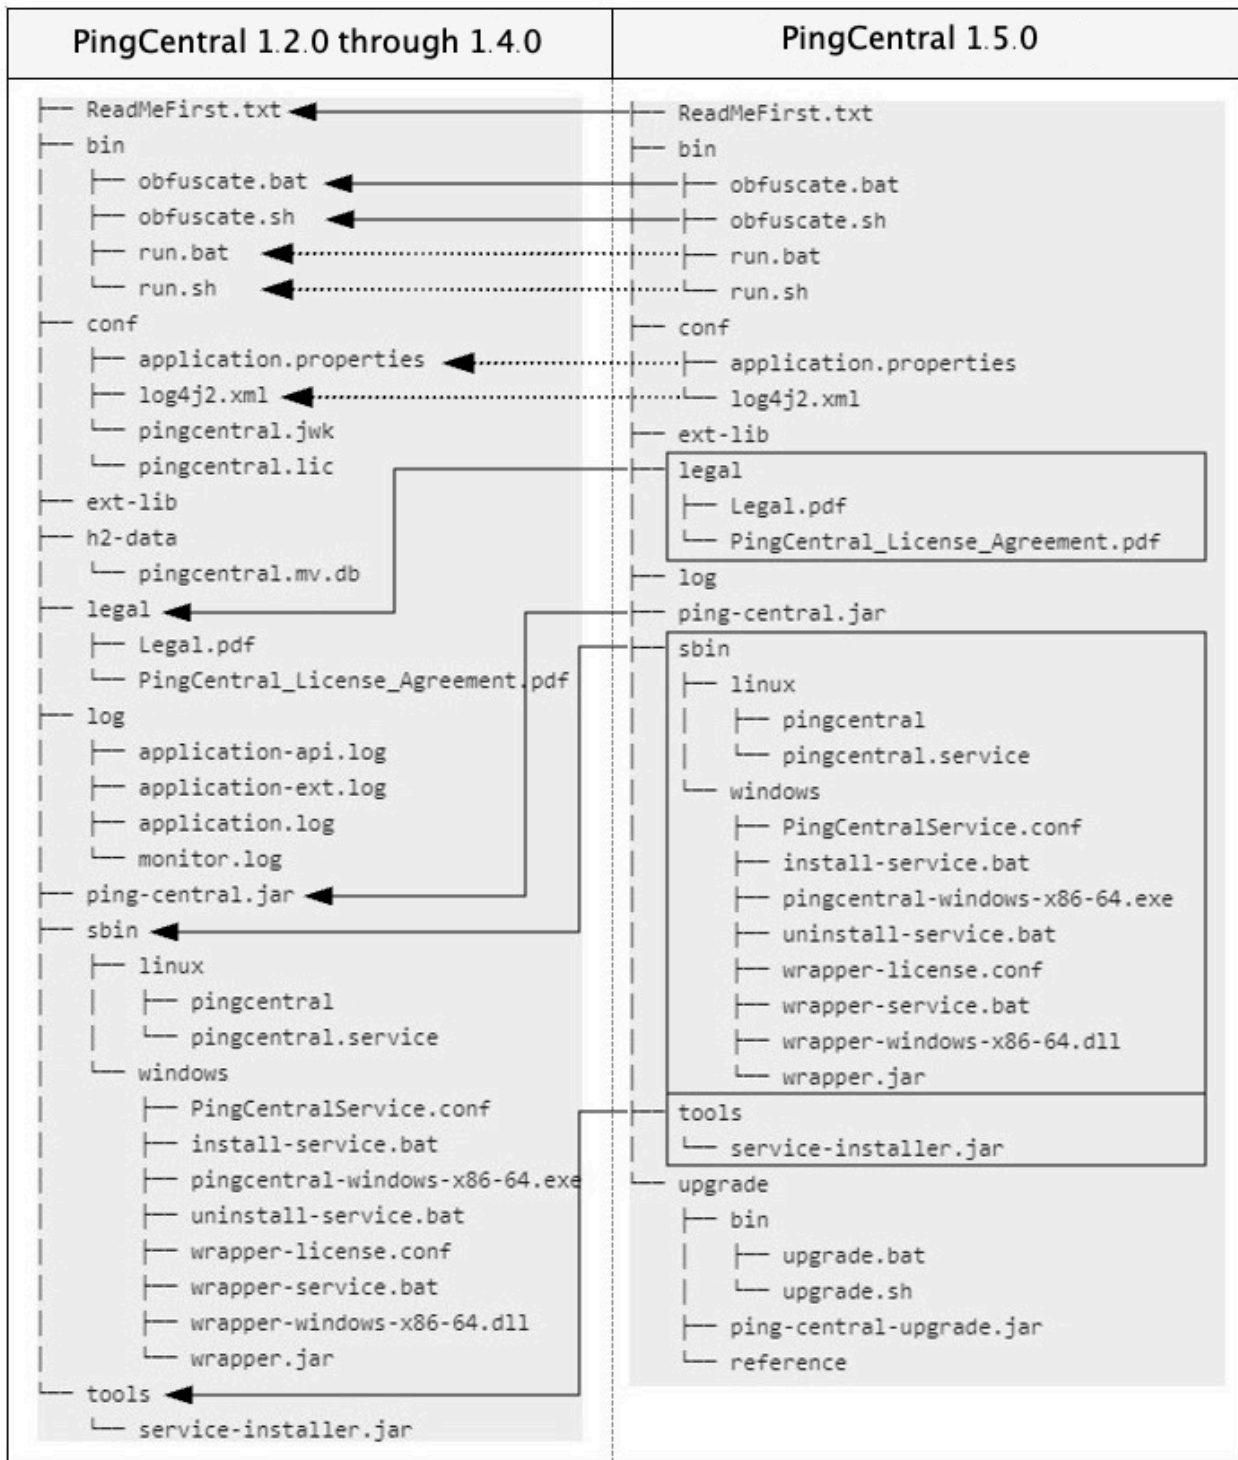 PingCentral 1.2.0 through 1.4.0
ReadMeFirst.txt
bin
obfuscate.bat
obfuscate.sh
run.bat
run.sh
conf
application.properties
log4j2.xml
pingcentral.jwk
pingcentral.lic
ext-lib
h2-data
pingcentral.mv.db
legal
Legal.pdf
PingCentral_License_Agreement.pdf
log
application-api.log
application-ext.log
application.log
monitor.log
ping-central.jar
sbin
linux
pingcentral
pingcentral.service
windows
PingCentralService.conf
install-service.bat
pingcentral-windows-x86-64.exe
uninstall-service.bat
wrapper-license.conf
wrapper-service.bat
wrapper-windows-x86-64.dll
wrapper.jar
tools
service-installer.jar
PingCentral 1.5.0
ReadMeFirst.txt
bin
obfuscate.bat
obfuscate.sh
run.bat
run.sh
conf
application.properties
log4j2.xml
ext-lib
legal
Legal.pdf
PingCentral_License_Agreement.pdf
log
ping-central.jar
sbin
linux
pingcentral
pingcentral.service
windows
PingCentralService.conf
install-service.bat
pingcentral-windows-x86-64.exe
uninstall-service.bat
wrapper-license.conf
wrapper-service.bat
wrapper-windows-x86-64.dll
wrapper.jar
tools
service-installer.jar
upgrade
bin
upgrade.bat
upgrade.sh
ping-central-upgrade.jar
reference